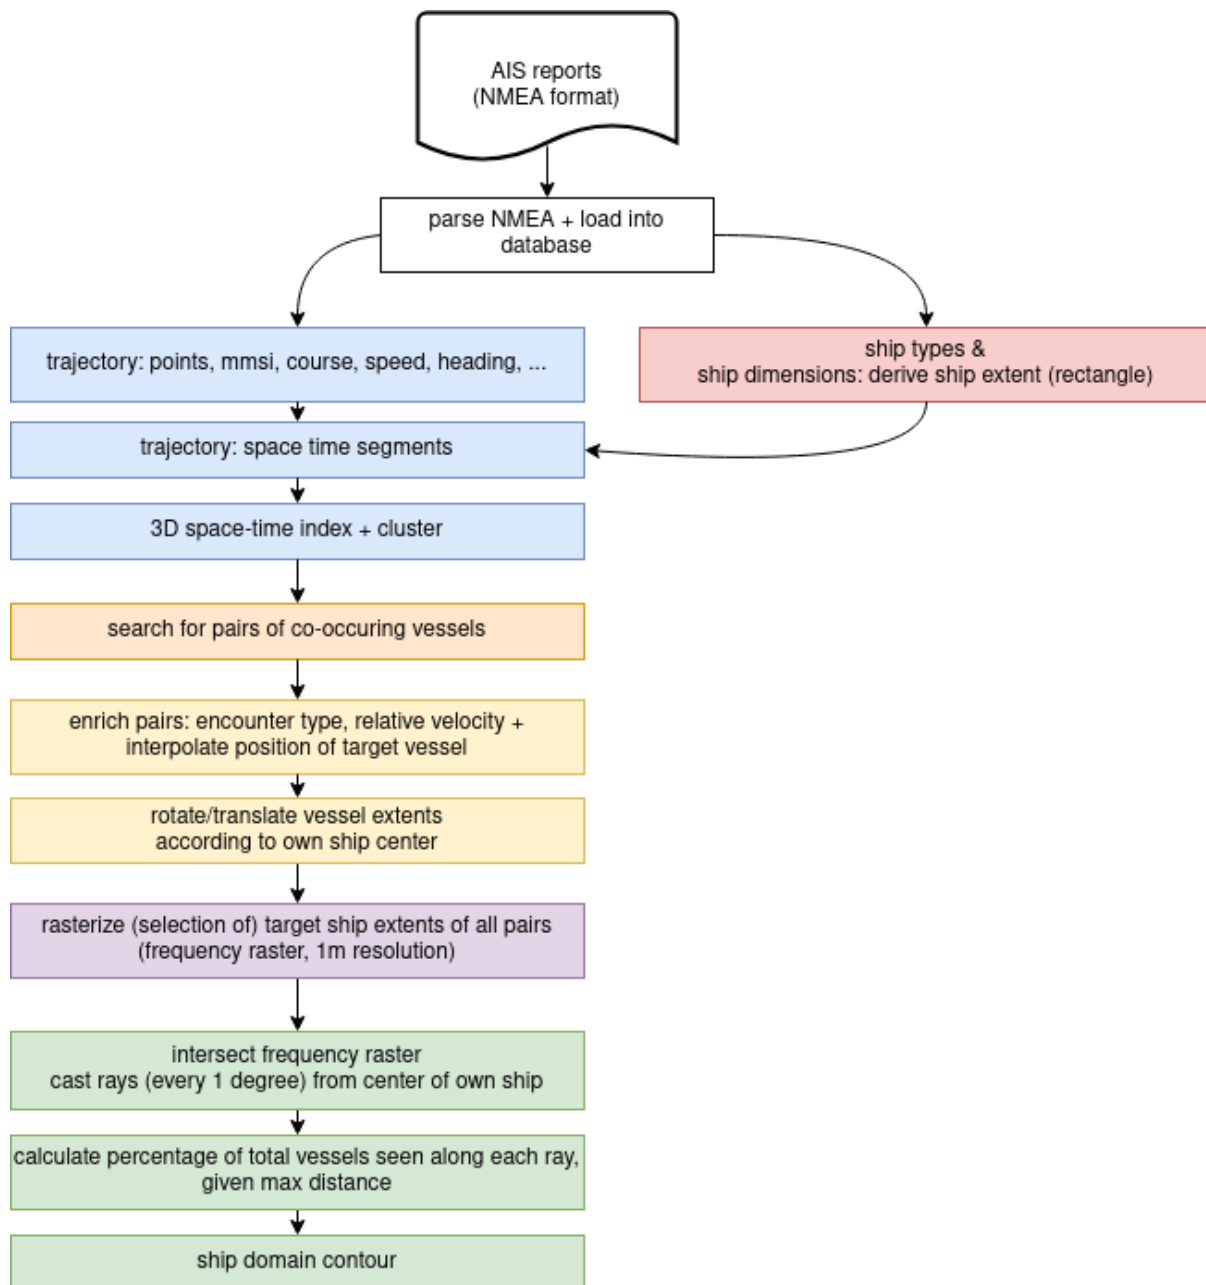 AIS reports
(NMEA format)
parse NMEA + load into
database
trajectory: points, mmsi, course, speed, heading, ...
ship types &
ship dimensions: derive ship extent (rectangle)
trajectory: space time segments
3D space-time index + cluster
search for pairs of co-occuring vessels
enrich pairs: encounter type, relative velocity +
interpolate position of target vessel
rotate/translate vessel extents
according to own ship center
rasterize (selection of) target ship extents of all pairs
(frequency raster, 1m resolution)
intersect frequency raster
cast rays (every 1 degree) from center of own ship
calculate percentage of total vessels seen along each ray,
given max distance
ship domain contour